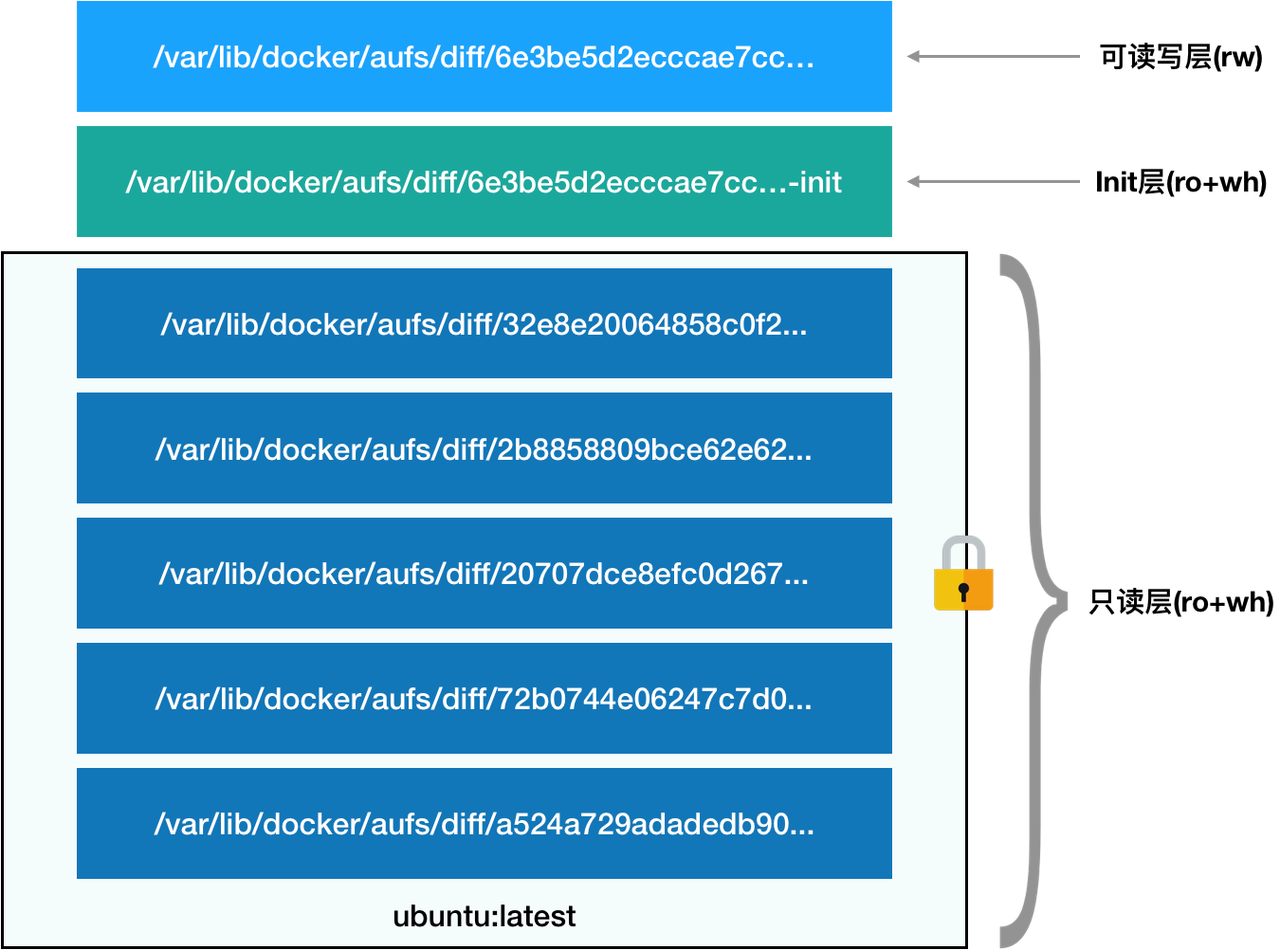 /var/lib/docker/aufs/diff/6e3be5d2ecccae7cc…
可读写层(rw)
/var/lib/docker/aufs/diff/6e3be5d2ecccae7cc…-init
Init层(ro+wh)
/var/lib/docker/aufs/diff/32e8e20064858c0f2...
/var/lib/docker/aufs/diff/2b8858809bce62e62...
/var/lib/docker/aufs/diff/20707dce8efc0d267...
只读层(ro+wh)
/var/lib/docker/aufs/diff/72b0744e06247c7d0...
/var/lib/docker/aufs/diff/a524a729adadedb90...
ubuntu:latest